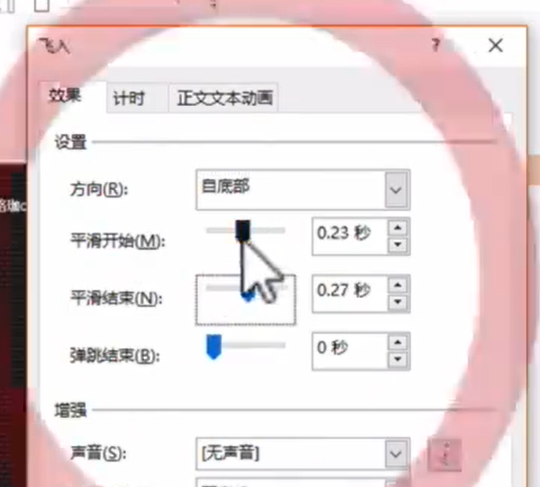 飞入 ?
效果 计时 正文文本动画
设置
方向(R): 自底部
平滑开始(M): 0.23 秒
平滑结束(N): 0.27 秒
弹跳结束(B): 0 秒
增强
声音(S): [无声音]